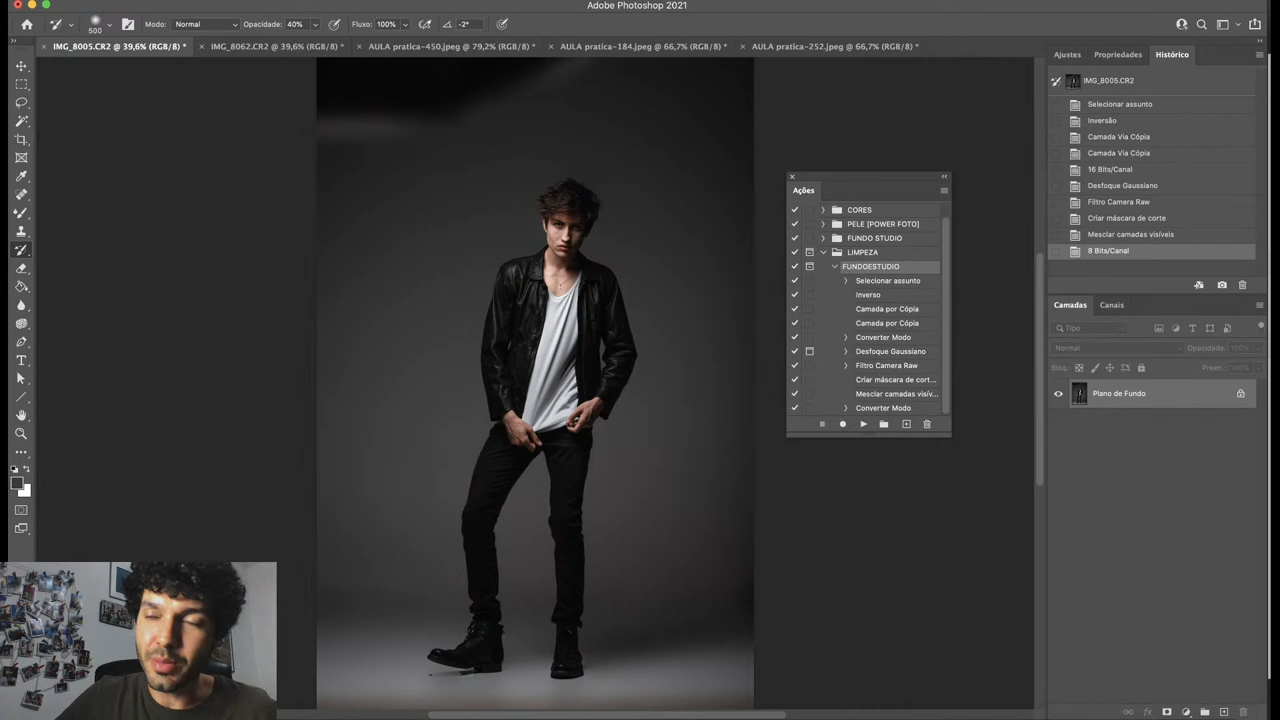 Adobe Photoshop 2021
500 Modo: Normal Opacidade: 40% Fluxo: 100% -2°
IMG_8005.CR2 @ 39,6% (RGB/8) * IMG_8062.CR2 @ 39,6% (RGB/8) * AULA pratica-450.jpeg @ 79,2% (RGB/8) * AULA pratica-184.jpeg @ 66,7% (RGB/8) * AULA pratica-252.jpeg @ 66,7% (RGB/8) *
Ações
CORES
PELE [POWER FOTO]
FUNDO STUDIO
LIMPEZA
FUNDOESTUDIO
Selecionar assunto
Inverso
Camada por Cópia
Camada por Cópia
Converter Modo
Desfoque Gaussiano
Filtro Camera Raw
Criar máscara de cort...
Mesclar camadas visív...
Converter Modo
Ajustes Propriedades Histórico
IMG_8005.CR2
Selecionar assunto
Inversão
Camada Via Cópia
Camada Via Cópia
16 Bits/Canal
Desfoque Gaussiano
Filtro Camera Raw
Criar máscara de corte
Mesclar camadas visíveis
8 Bits/Canal
Camadas Canais
Tipo
Normal Opacidade: 100%
Bloq.: Preen.: 100%
Plano de Fundo